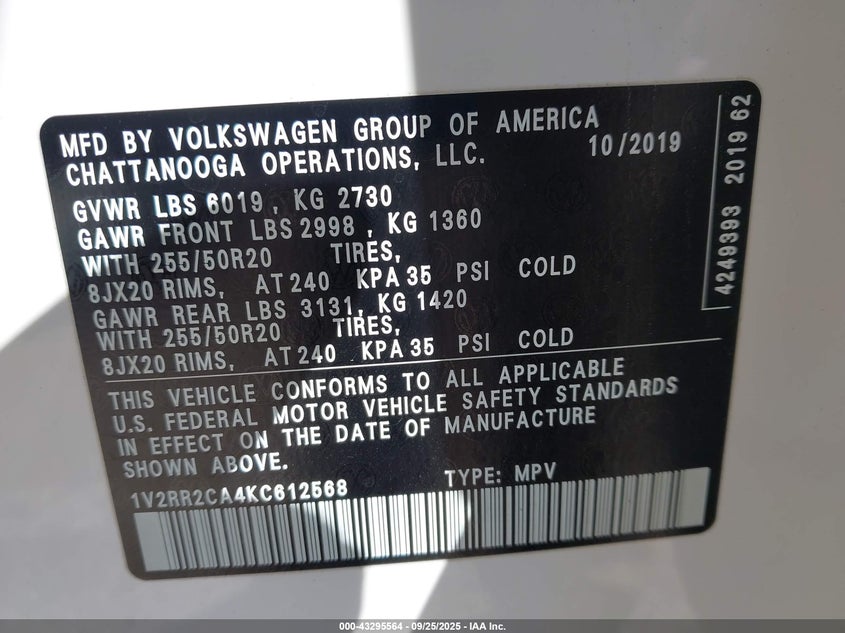 MFD BY VOLKSWAGEN GROUP OF AMERICA
CHATTANOOGA OPERATIONS, LLC. 10/2019
GVWR LBS 6019, KG 2730
GAWR FRONT LBS 2998, KG 1360
WITH 255/50R20 TIRES,
8JX20 RIMS, AT 240 KPA 35 PSI COLD
GAWR REAR LBS 3131, KG 1420
WITH 255/50R20 TIRES,
8JX20 RIMS, AT 240 KPA 35 PSI COLD
THIS VEHICLE CONFORMS TO ALL APPLICABLE
U.S. FEDERAL MOTOR VEHICLE SAFETY STANDARDS
IN EFFECT ON THE DATE OF MANUFACTURE
SHOWN ABOVE.
1V2RR2CA4KC612568 TYPE: MPV
4249393 2019 62
000-43295564 - 09/25/2025 - IAA Inc.